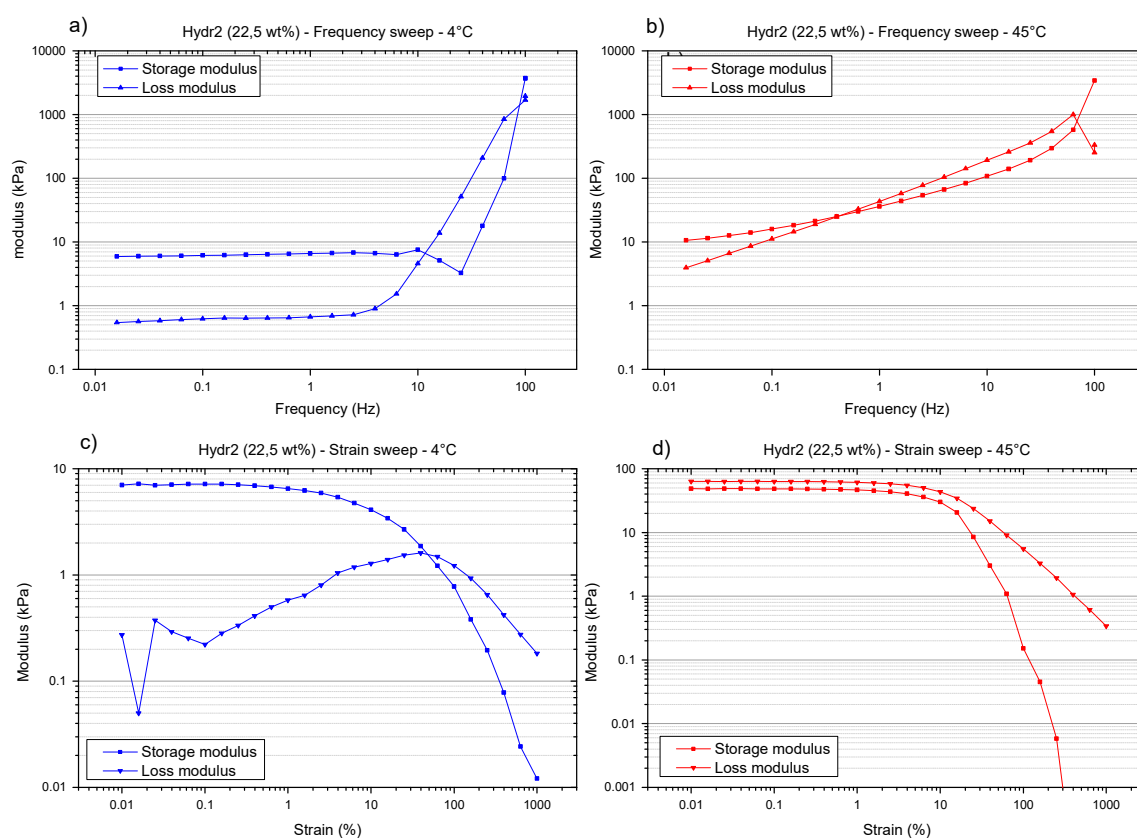 a)
Hydr2 (22,5 wt%) - Frequency sweep - 4°C
10000
1000
100
10
1
0.1
modulus (kPa)
Storage modulus
Loss modulus
0.01 0.1 1 10 100
Frequency (Hz)
b)
Hydr2 (22,5 wt%) - Frequency sweep - 45°C
10000
1000
100
10
1
0.1
Modulus (kPa)
Storage modulus
Loss modulus
0.01 0.1 1 10 100
Frequency (Hz)
c)
Hydr2 (22,5 wt%) - Strain sweep - 4°C
10
1
0.1
0.01
Modulus (kPa)
Storage modulus
Loss modulus
0.01 0.1 1 10 100 1000
Strain (%)
d)
Hydr2 (22,5 wt%) - Strain sweep - 45°C
100
10
1
0.1
0.01
0.001
Modulus (kPa)
Storage modulus
Loss modulus
0.01 0.1 1 10 100 1000
Strain (%)